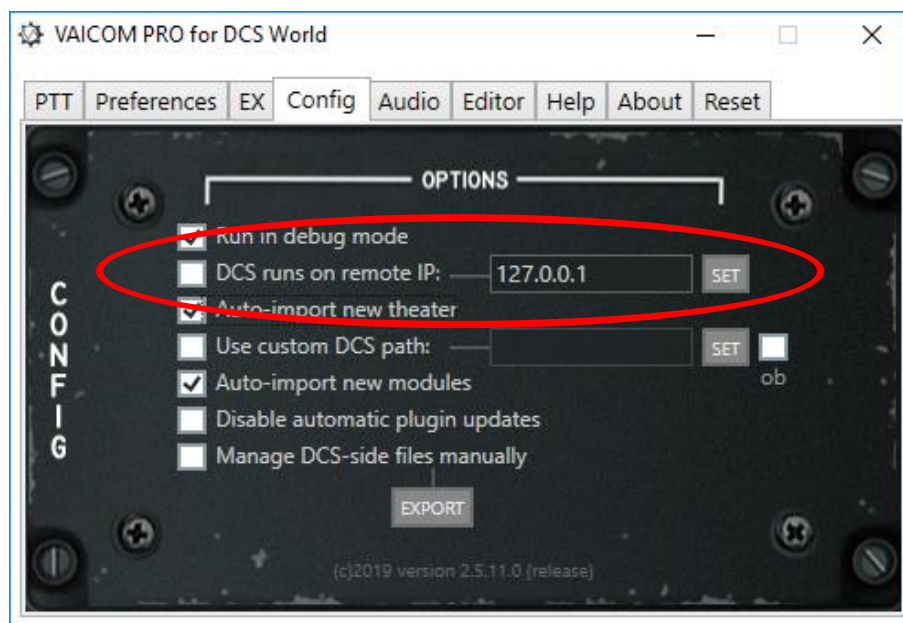 VAICOM PRO for DCS World
PTT Preferences EX Config Audio Editor Help About Reset
OPTIONS
Run in debug mode
DCS runs on remote IP: 127.0.0.1 SET
Auto-import new theater
Use custom DCS path: SET
ob
Auto-import new modules
Disable automatic plugin updates
Manage DCS-side files manually
EXPORT
CONFIG
(c)2019 version 2.5.11.0 (release)